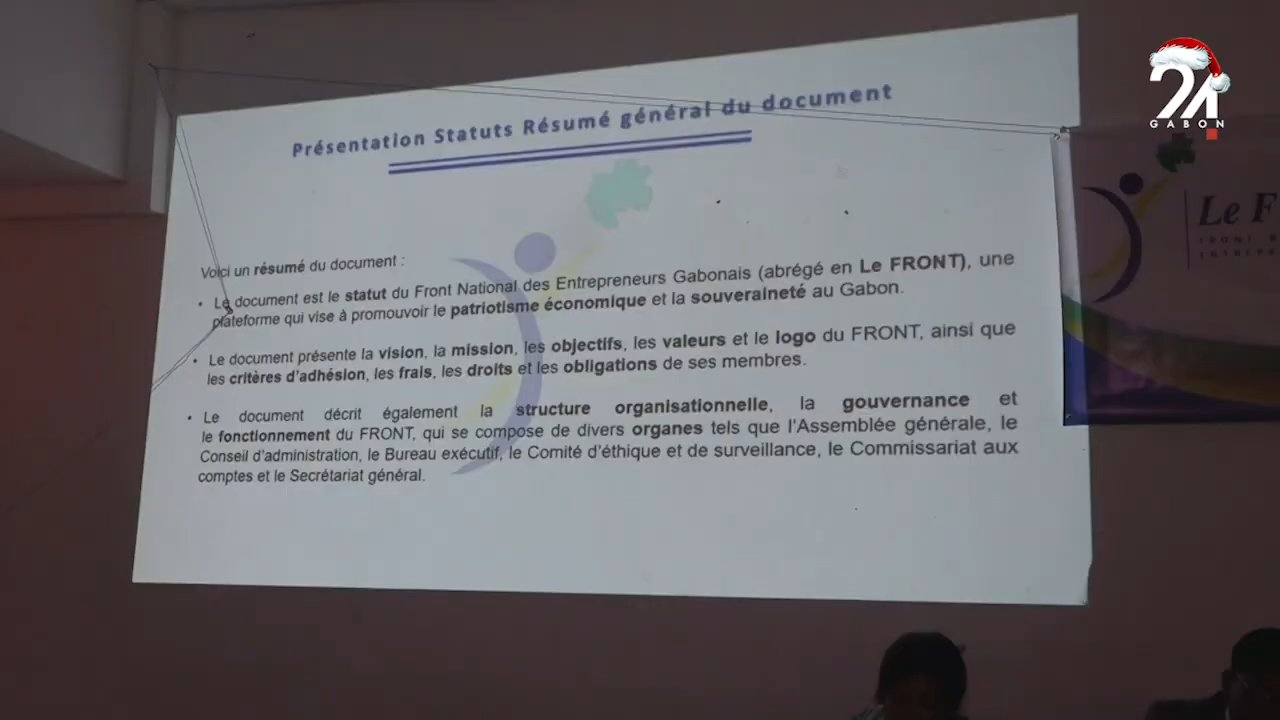 24
GABON
Présentation Statuts Résumé général du document
Voici un résumé du document :
• Le document est le statut du Front National des Entrepreneurs Gabonais (abrégé en Le FRONT), une
plateforme qui vise à promouvoir le patriotisme économique et la souveraineté au Gabon.
• Le document présente la vision, la mission, les objectifs, les valeurs et le logo du FRONT, ainsi que
les critères d'adhésion, les frais, les droits et les obligations de ses membres.
• Le document décrit également la structure organisationnelle, la gouvernance et
le fonctionnement du FRONT, qui se compose de divers organes tels que l'Assemblée générale, le
Conseil d'administration, le Bureau exécutif, le Comité d'éthique et de surveillance, le Commissariat aux
comptes et le Secrétariat général.
Le F